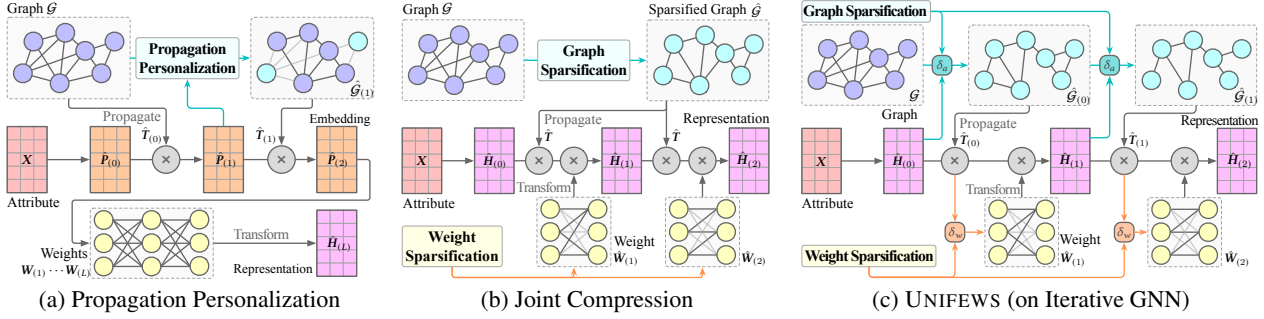 Graph 𝒢
Propagation
Personalization
𝒢₍₁₎
Propagate
T̂₍₀₎
T̂₍₁₎
Embedding
X
P̂₍₀₎
×
P̂₍₁₎
×
P̂₍₂₎
Attribute
Weights
W₍₁₎ ⋯ W₍L₎
Transform
Ĥ₍L₎
Representation
(a) Propagation Personalization
Graph 𝒢
Sparsified Graph 𝒢̂
Graph
Sparsification
Propagate
T̂
T̂
Representation
X
Ĥ₍₀₎
×
×
Ĥ₍₁₎
×
×
Ĥ₍₂₎
Attribute
Transform
Weight
Sparsification
Weight
Ŵ₍₁₎
Ŵ₍₂₎
(b) Joint Compression
Graph Sparsification
δₐ
δₐ
𝒢
𝒢̂₍₀₎
𝒢̂₍₁₎
Graph
Propagate
T̂₍₀₎
T̂₍₁₎
Representation
X
Ĥ₍₀₎
×
×
Ĥ₍₁₎
×
×
Ĥ₍₂₎
Attribute
Transform
δw
δw
Weight
Ŵ₍₁₎
Ŵ₍₂₎
Weight Sparsification
(c) UNIFEWS (on Iterative GNN)